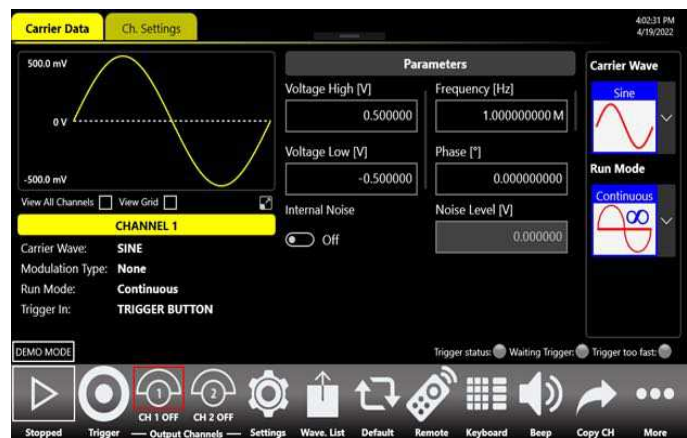 Carrier Data
Ch. Settings
4:02:31 PM
4/19/2022
500.0 mV
0 V
-500.0 mV
View All Channels
View Grid
CHANNEL 1
Carrier Wave: SINE
Modulation Type: None
Run Mode: Continuous
Trigger In: TRIGGER BUTTON
Parameters
Voltage High [V]
0.500000
Frequency [Hz]
1.000000000 M
Voltage Low [V]
-0.500000
Phase [°]
0.000000000
Internal Noise
Off
Noise Level [V]
0.000000
Carrier Wave
Sine
Run Mode
Continuous
∞
DEMO MODE
Trigger status: Waiting Trigger: Trigger too fast:
1
2
CH 1 OFF
CH 2 OFF
Stopped
Trigger
Output Channels
Settings
Wave. List
Default
Remote
Keyboard
Beep
Copy CH
More